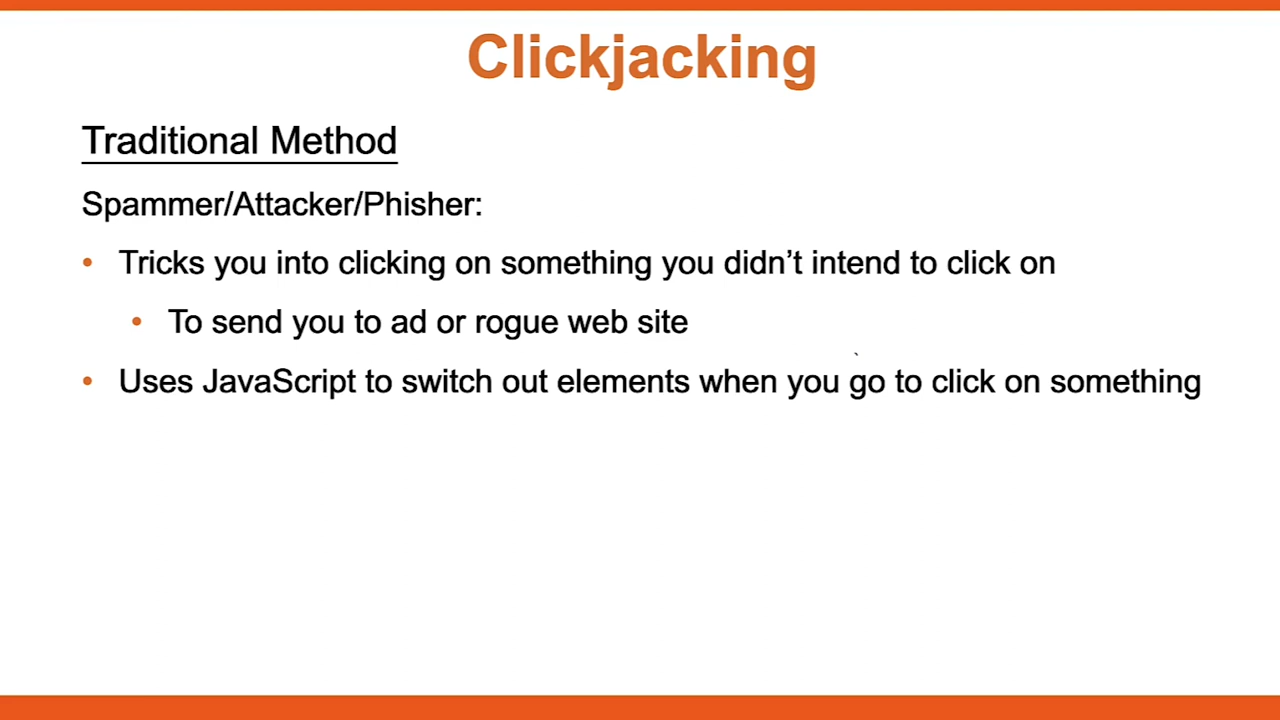 Clickjacking
Traditional Method
Spammer/Attacker/Phisher:
• Tricks you into clicking on something you didn’t intend to click on
• To send you to ad or rogue web site
• Uses JavaScript to switch out elements when you go to click on something